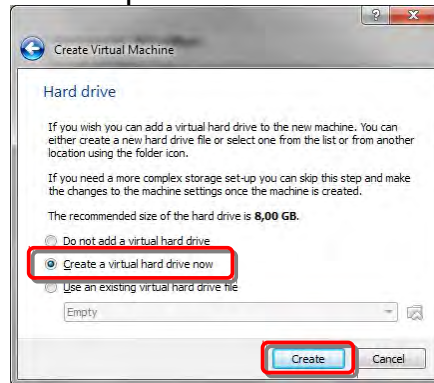 Create Virtual Machine
Hard drive
If you wish you can add a virtual hard drive to the new machine. You can
either create a new hard drive file or select one from the list or from another
location using the folder icon.
If you need a more complex storage set-up you can skip this step and make
the changes to the machine settings once the machine is created.
The recommended size of the hard drive is 8,00 GB.
Do not add a virtual hard drive
Create a virtual hard drive now
Use an existing virtual hard drive file
Empty
Create Cancel